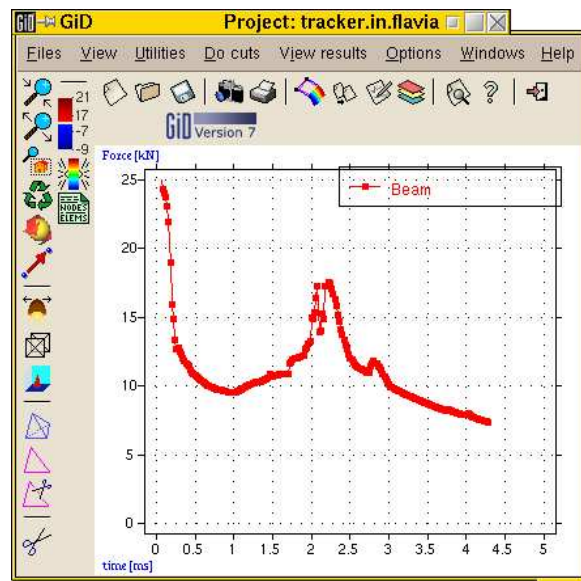 GiD GiD Project: tracker.in.flavia
Files View Utilities Do cuts View results Options Windows Help
21
17
-7
-9
GiD Version 7
NODES
ELEMS
Force [kN]
Beam
25
20
15
10
5
0
0 0.5 1 1.5 2 2.5 3 3.5 4 4.5 5
time [ms]